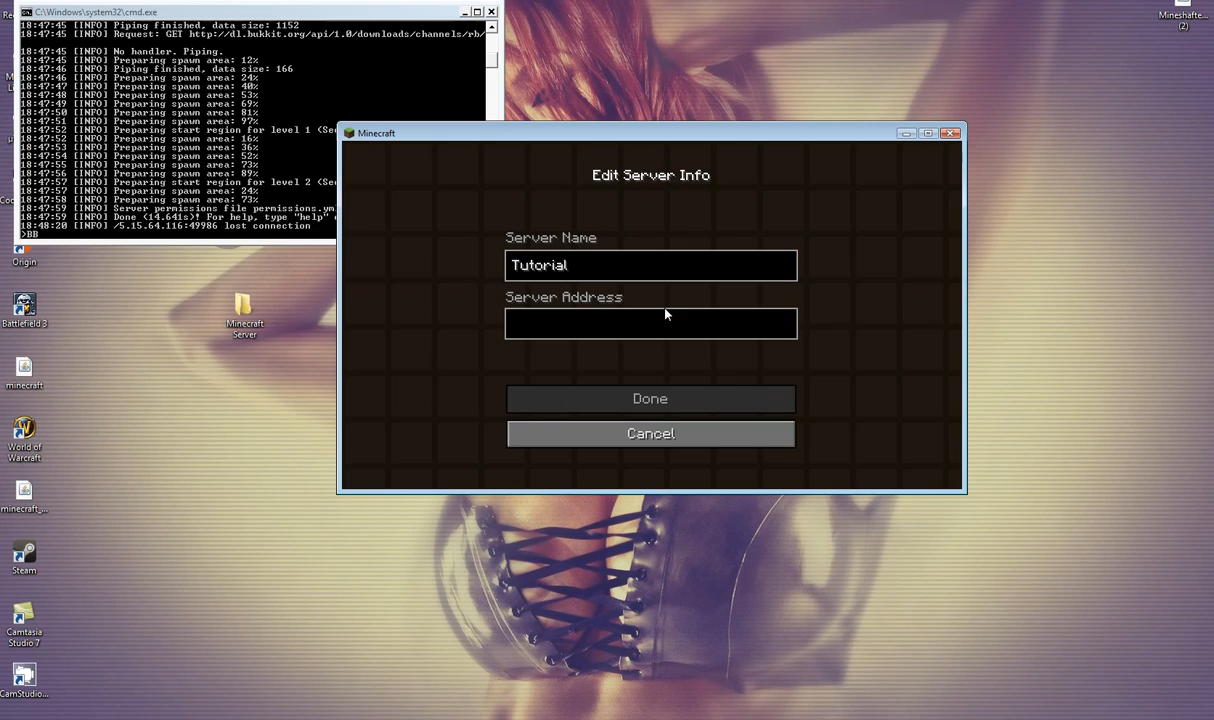 C:\Windows\system32\cmd.exe
18:47:45 [INFO] Piping finished, data size: 1152
18:47:45 [INFO] Request: GET http://dl.bukkit.org/api/1.0/downloads/channels/rb/
18:47:45 [INFO] No handler. Piping.
18:47:45 [INFO] Preparing spawn area: 12%
18:47:46 [INFO] Piping finished, data size: 166
18:47:46 [INFO] Preparing spawn area: 24%
18:47:47 [INFO] Preparing spawn area: 40%
18:47:48 [INFO] Preparing spawn area: 53%
18:47:49 [INFO] Preparing spawn area: 69%
18:47:50 [INFO] Preparing spawn area: 81%
18:47:51 [INFO] Preparing spawn area: 97%
18:47:52 [INFO] Preparing start region for level 1 (See
18:47:52 [INFO] Preparing spawn area: 16%
18:47:53 [INFO] Preparing spawn area: 36%
18:47:54 [INFO] Preparing spawn area: 52%
18:47:55 [INFO] Preparing spawn area: 73%
18:47:56 [INFO] Preparing spawn area: 89%
18:47:57 [INFO] Preparing start region for level 2 (See
18:47:57 [INFO] Preparing spawn area: 24%
18:47:58 [INFO] Preparing spawn area: 73%
18:47:59 [INFO] Server permissions file permissions.ym
18:47:59 [INFO] Done (14.641s)! For help, type "help"
18:48:20 [INFO] /5.15.64.116:49986 lost connection
>BB
Mineshafte...
(2)
Minecraft
Edit Server Info
Server Name
Tutorial
Server Address
Done
Cancel
Origin
Battlefield 3
Minecraft
Server
minecraft
World of
Warcraft
minecraft_...
Steam
Camtasia
Studio 7
CamStudio...